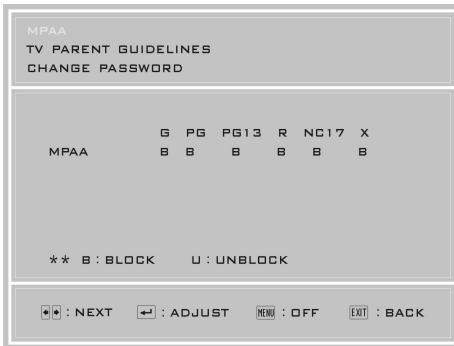 MPAA
TV PARENT GUIDELINES
CHANGE PASSWORD
G PG PG13 R NC17 X
MPAA B B B B B B
** B : BLOCK U : UNBLOCK
: NEXT : ADJUST MENU : OFF EXIT : BACK